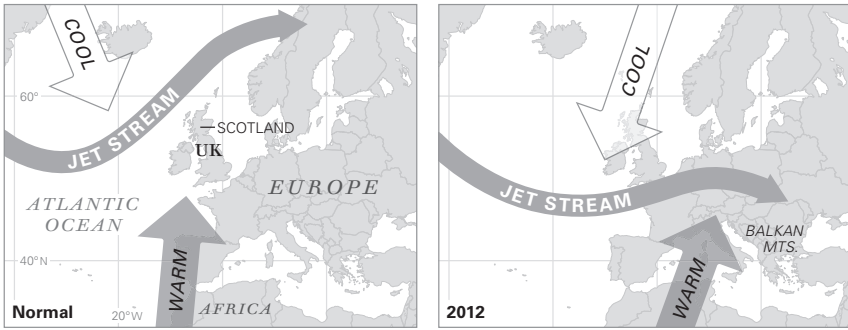 COOL
60°
JET STREAM
SCOTLAND
UK
EUROPE
ATLANTIC
OCEAN
40°N
WARM
AFRICA
Normal
20°W
COOL
JET STREAM
BALKAN
MTS.
WARM
2012